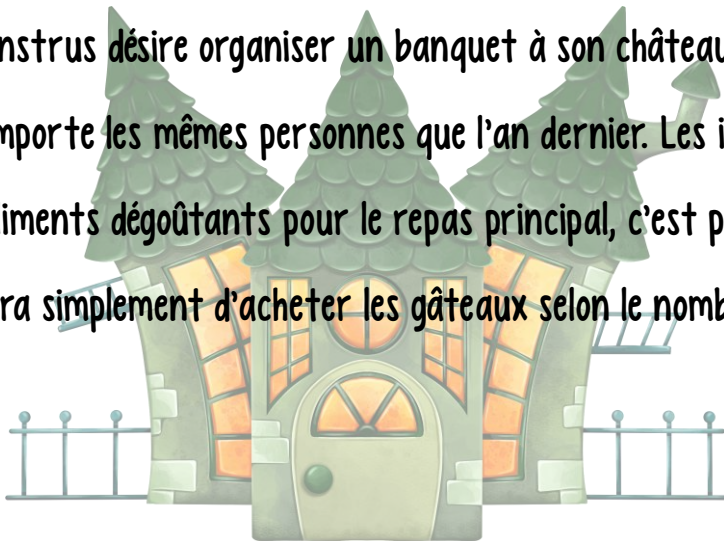 nstrus désire organiser un banquet à son château
mporte les mêmes personnes que l'an dernier. Les i
iments dégoûtants pour le repas principal, c'est p
ra simplement d'acheter les gâteaux selon le nomb